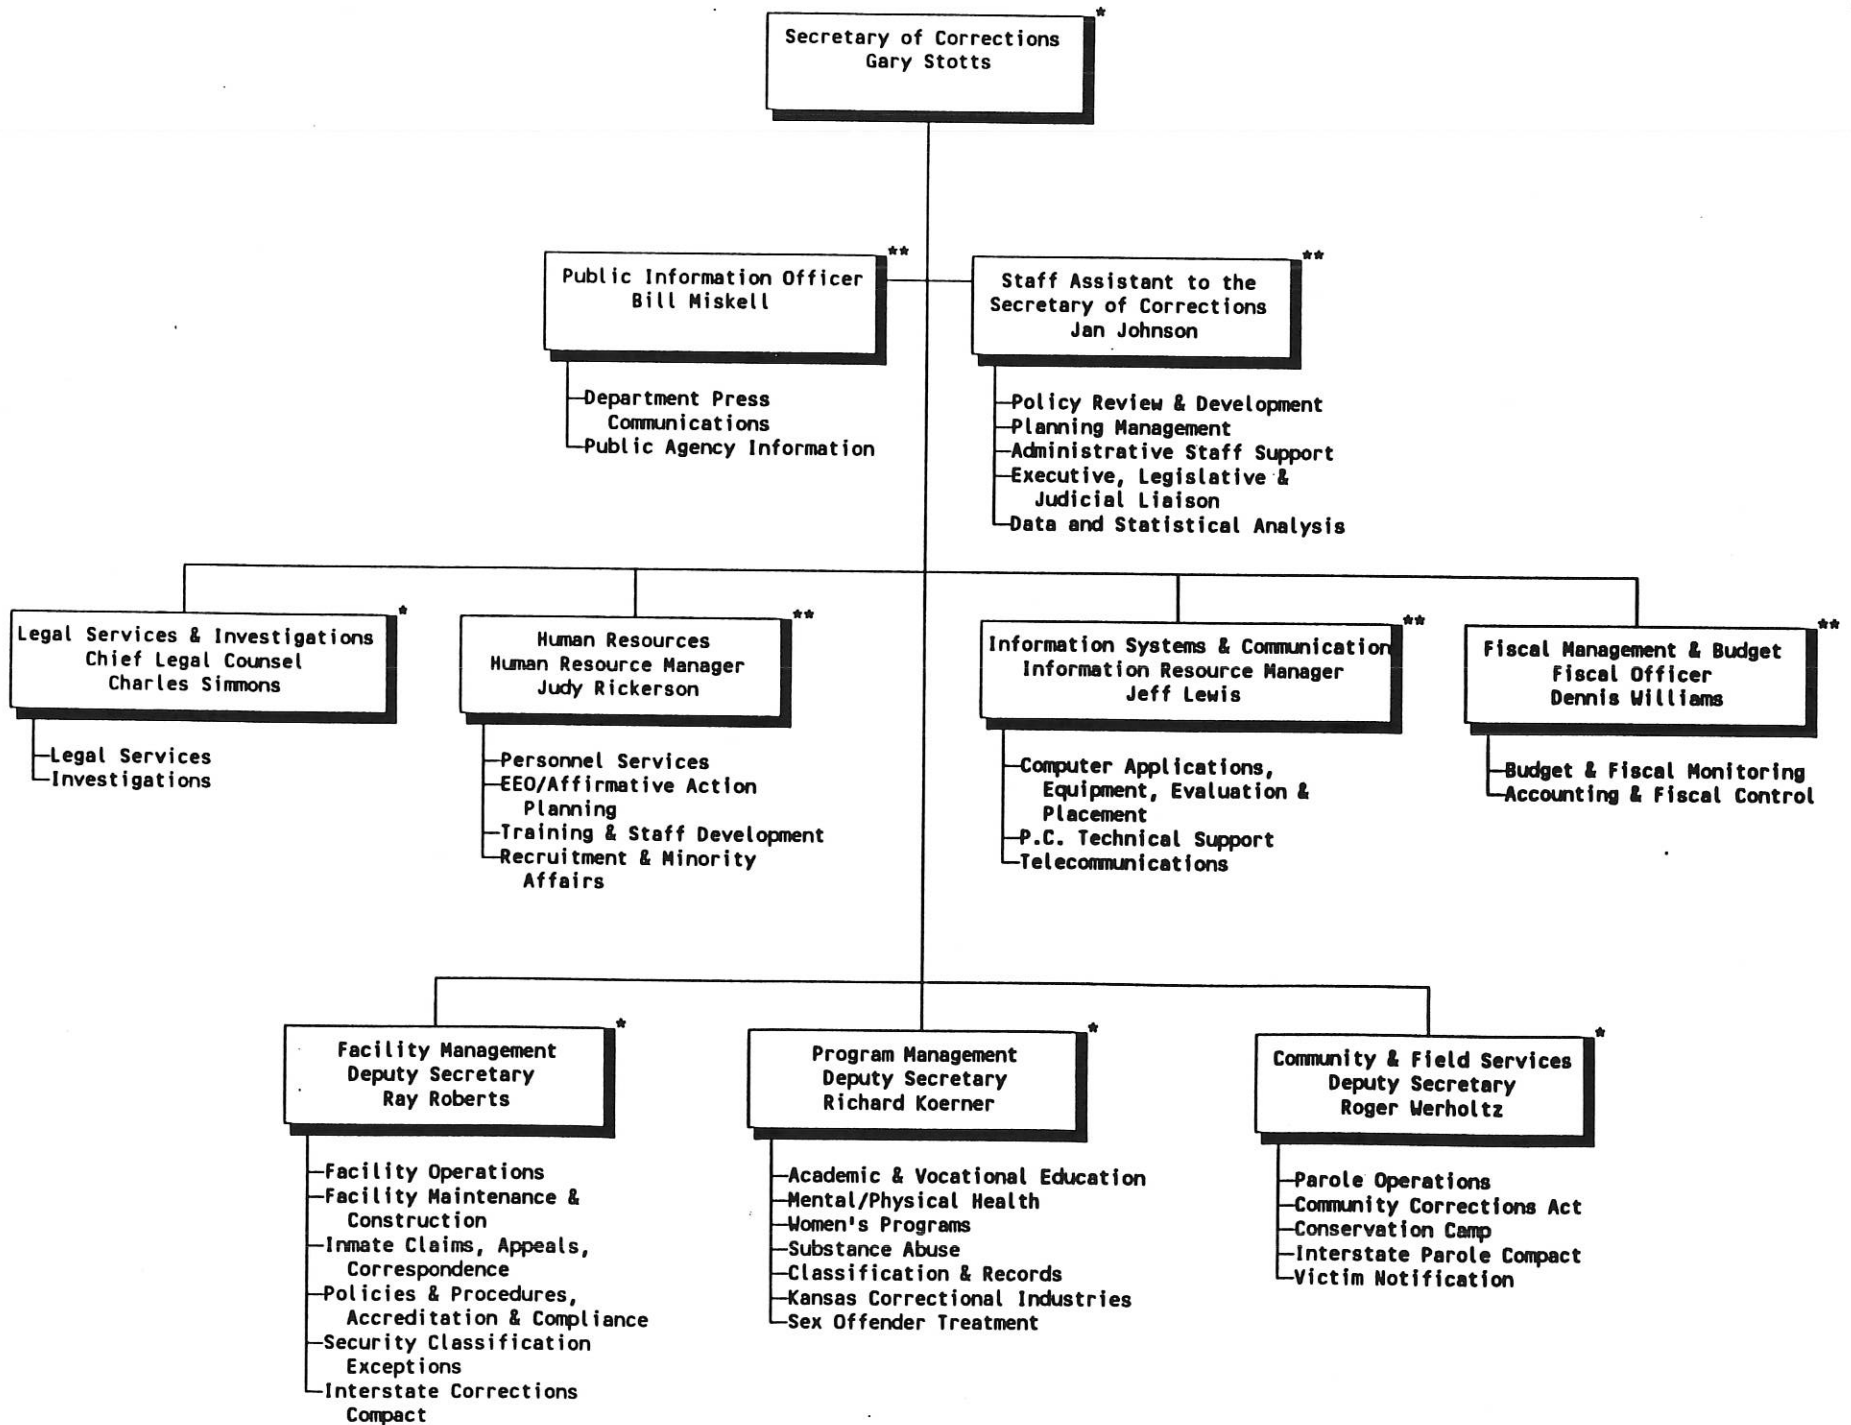 *
Secretary of Corrections
Gary Stotts
**
Public Information Officer
Bill Miskell
Department Press
Communications
Public Agency Information
**
Staff Assistant to the
Secretary of Corrections
Jan Johnson
Policy Review & Development
Planning Management
Administrative Staff Support
Executive, Legislative &
Judicial Liaison
Data and Statistical Analysis
*
Legal Services & Investigations
Chief Legal Counsel
Charles Simmons
Legal Services
Investigations
**
Human Resources
Human Resource Manager
Judy Rickerson
Personnel Services
EEO/Affirmative Action
Planning
Training & Staff Development
Recruitment & Minority
Affairs
**
Information Systems & Communication
Information Resource Manager
Jeff Lewis
Computer Applications,
Equipment, Evaluation &
Placement
P.C. Technical Support
Telecommunications
**
Fiscal Management & Budget
Fiscal Officer
Dennis Williams
Budget & Fiscal Monitoring
Accounting & Fiscal Control
*
Facility Management
Deputy Secretary
Ray Roberts
Facility Operations
Facility Maintenance &
Construction
Inmate Claims, Appeals,
Correspondence
Policies & Procedures,
Accreditation & Compliance
Security Classification
Exceptions
Interstate Corrections
Compact
*
Program Management
Deputy Secretary
Richard Koerner
Academic & Vocational Education
Mental/Physical Health
Women's Programs
Substance Abuse
Classification & Records
Kansas Correctional Industries
Sex Offender Treatment
*
Community & Field Services
Deputy Secretary
Roger Werholtz
Parole Operations
Community Corrections Act
Conservation Camp
Interstate Parole Compact
Victim Notification